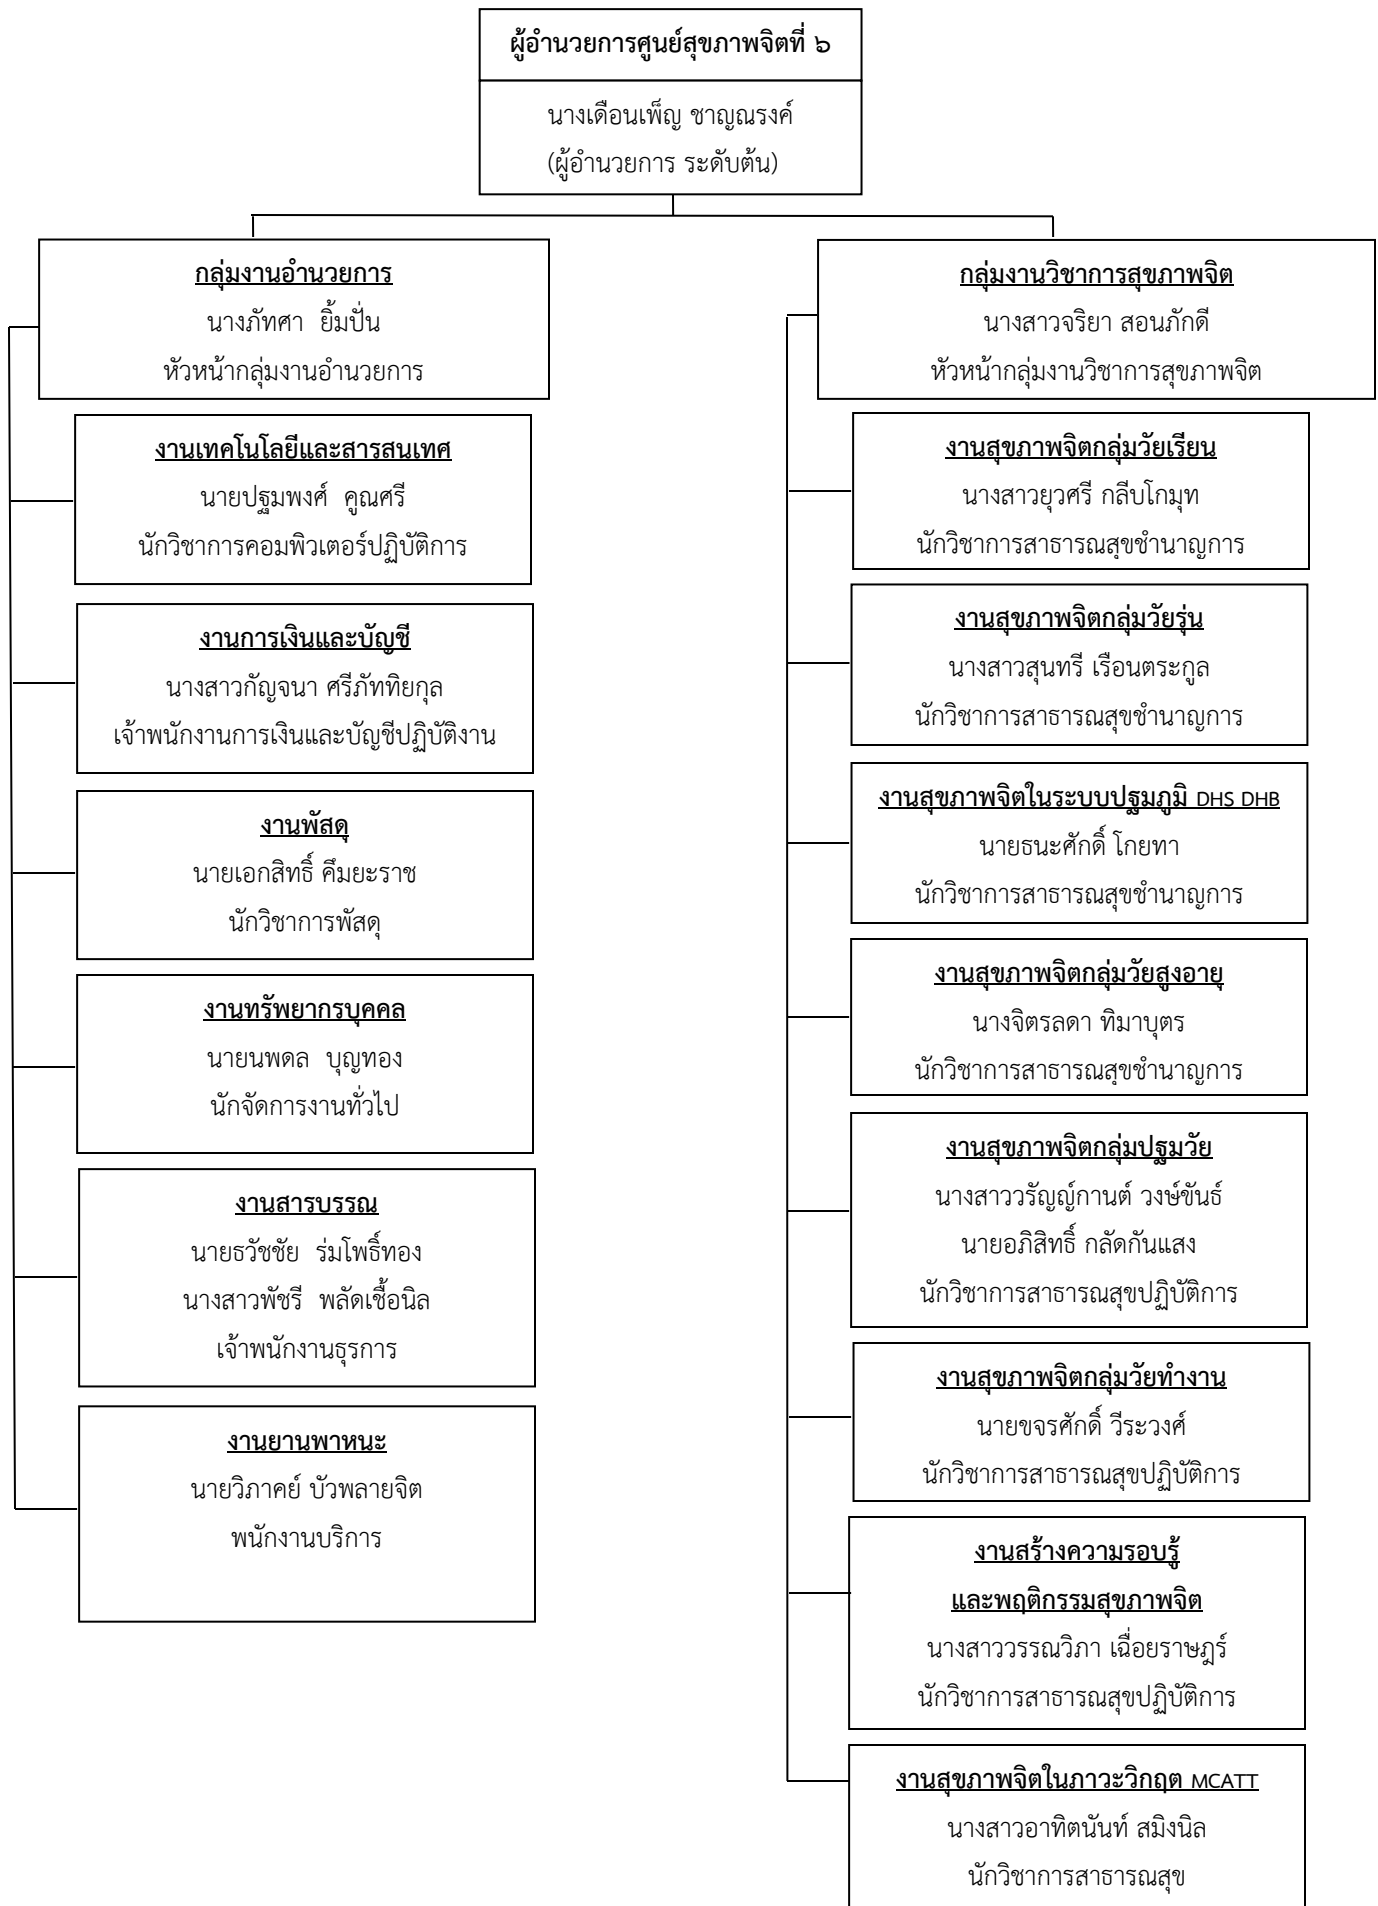 ผู้อำนวยการศูนย์สุขภาพจิตที่ ๖
นางเดือนเพ็ญ ชาญณรงค์
(ผู้อำนวยการ ระดับต้น)
กลุ่มงานอำนวยการ
นางภัทศา  ยิ้มปั่น
หัวหน้ากลุ่มงานอำนวยการ
งานเทคโนโลยีและสารสนเทศ
นายปฐมพงศ์  คูณศรี
นักวิชาการคอมพิวเตอร์ปฏิบัติการ
งานการเงินและบัญชี
นางสาวกัญจนา ศรีภัททิยกุล
เจ้าพนักงานการเงินและบัญชีปฏิบัติงาน
งานพัสดุ
นายเอกสิทธิ์ คึมยะราช
นักวิชาการพัสดุ
งานทรัพยากรบุคคล
นายนพดล  บุญทอง
นักจัดการงานทั่วไป
งานสารบรรณ
นายธวัชชัย  ร่มโพธิ์ทอง
นางสาวพัชรี  พลัดเชื้อนิล
เจ้าพนักงานธุรการ
งานยานพาหนะ
นายวิภาคย์ บัวพลายจิต
พนักงานบริการ
กลุ่มงานวิชาการสุขภาพจิต
นางสาวจริยา สอนภักดี
หัวหน้ากลุ่มงานวิชาการสุขภาพจิต
งานสุขภาพจิตกลุ่มวัยเรียน
นางสาวยุวศรี กลีบโกมุท
นักวิชาการสาธารณสุขชำนาญการ
งานสุขภาพจิตกลุ่มวัยรุ่น
นางสาวสุนทรี เรือนตระกูล
นักวิชาการสาธารณสุขชำนาญการ
งานสุขภาพจิตในระบบปฐมภูมิ DHS DHB
นายธนะศักดิ์ โกยทา
นักวิชาการสาธารณสุขชำนาญการ
งานสุขภาพจิตกลุ่มวัยสูงอายุ
นางจิตรลดา ทิมาบุตร
นักวิชาการสาธารณสุขชำนาญการ
งานสุขภาพจิตกลุ่มปฐมวัย
นางสาววรัญญ์กานต์ วงษ์ขันธ์
นายอภิสิทธิ์ กลัดกันแสง
นักวิชาการสาธารณสุขปฏิบัติการ
งานสุขภาพจิตกลุ่มวัยทำงาน
นายขจรศักดิ์ วีระวงศ์
นักวิชาการสาธารณสุขปฏิบัติการ
งานสร้างความรอบรู้
และพฤติกรรมสุขภาพจิต
นางสาววรรณวิภา เฉื่อยราษฎร์
นักวิชาการสาธารณสุขปฏิบัติการ
งานสุขภาพจิตในภาวะวิกฤต MCATT
นางสาวอาทิตนันท์ สมิงนิล
นักวิชาการสาธารณสุข